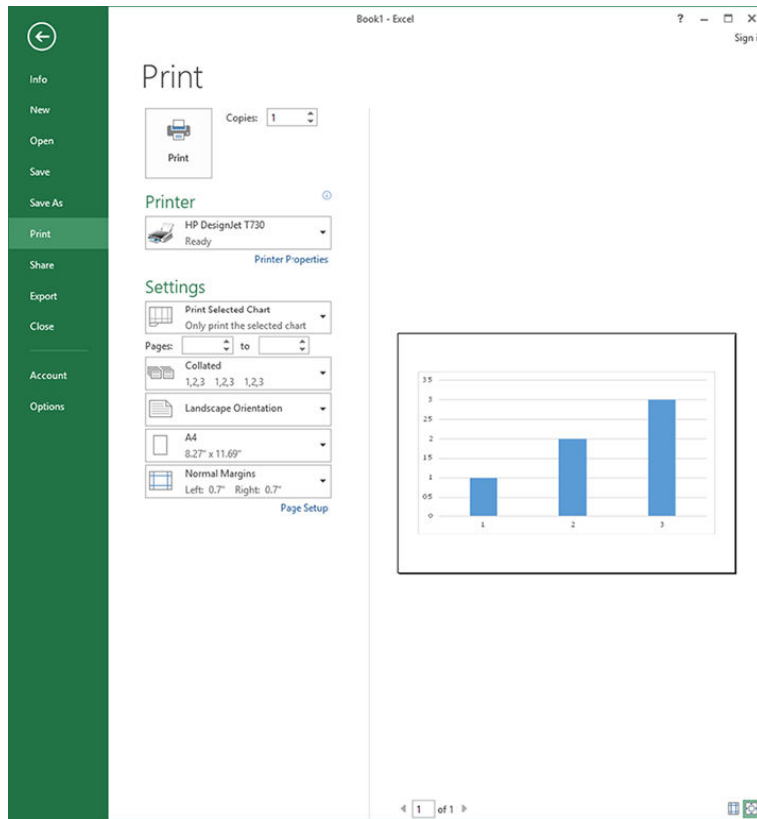 Book1 - Excel
?
Sign i
Info
New
Open
Save
Save As
Print
Share
Export
Close
Account
Options
Print
Copies: 1
Print
Printer
HP DesignJet T730
Ready
Printer Properties
Settings
Print Selected Chart
Only print the selected chart
Pages: to
Collated
1,2,3 1,2,3 1,2,3
Landscape Orientation
A4
8.27" x 11.69"
Normal Margins
Left: 0.7" Right: 0.7"
Page Setup
3.5
3
2.5
2
1.5
1
0.5
0
1 2 3
1 of 1